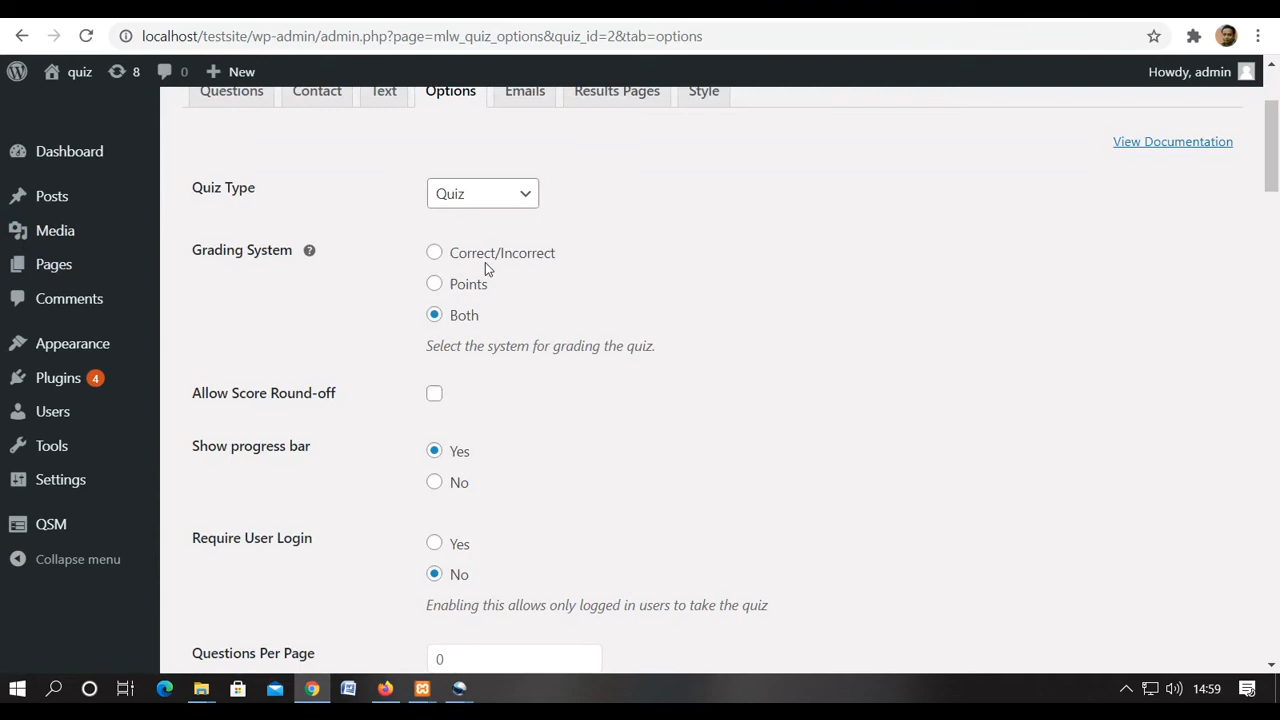 localhost/testsite/wp-admin/admin.php?page=mlw_quiz_options&quiz_id=2&tab=options
quiz 8 0 New Howdy, admin
Questions Contact Text Options Emails Results Pages Style
View Documentation
Dashboard
Posts
Media
Pages
Comments
Appearance
Plugins 4
Users
Tools
Settings
QSM
Collapse menu
Quiz Type Quiz
Grading System ? Correct/Incorrect
Points
Both
Select the system for grading the quiz.
Allow Score Round-off
Show progress bar Yes
No
Require User Login Yes
No
Enabling this allows only logged in users to take the quiz
Questions Per Page 0
14:59